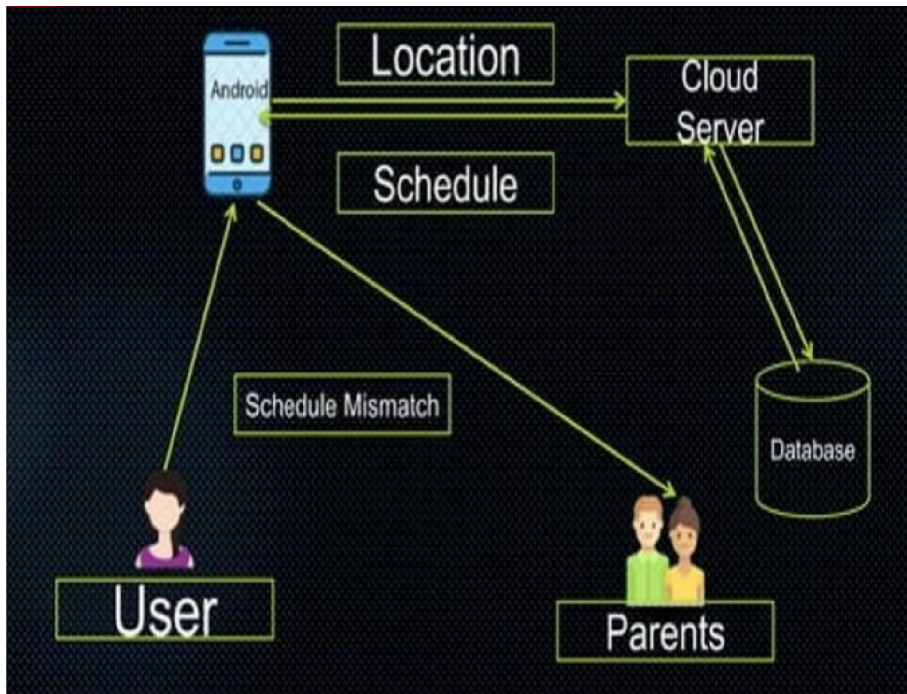 Android
Location
Cloud
Server
Schedule
Schedule Mismatch
Database
User
Parents